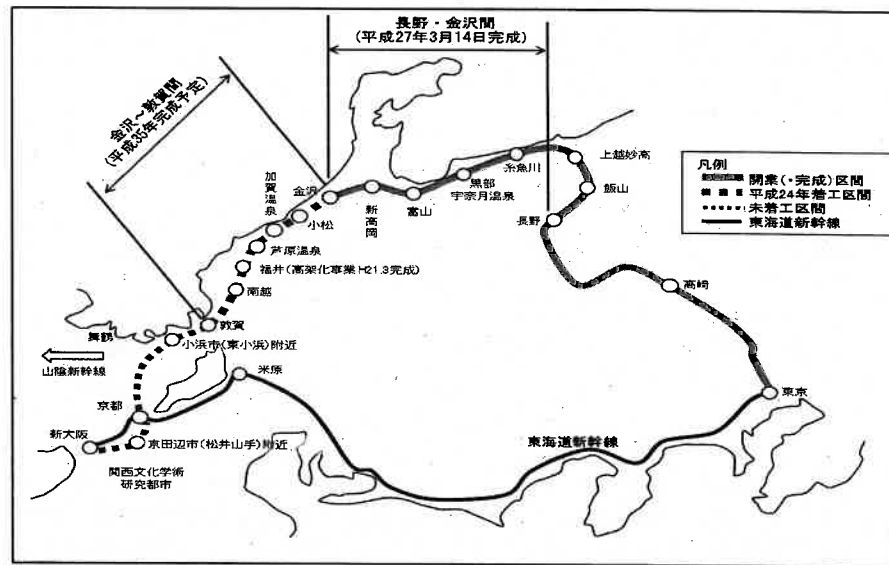 長野・金沢間
(平成27年3月14日完成)
金沢～敦賀間
(平成35年完成予定)
加賀温泉
金沢
小松
新高岡
富山
黒部
宇奈月温泉
糸魚川
上越妙高
飯山
長野
高崎
東京
凡例
開業(・完成)区間
平成24年着工区間
未着工区間
東海道新幹線
芦原温泉
福井(高架化事業H21.3完成)
南越
敦賀
舞鶴
小浜市(東小浜)附近
山陰新幹線
米原
京都
新大阪
京田辺市(松井山手)附近
関西文化学術
研究都市
東海道新幹線